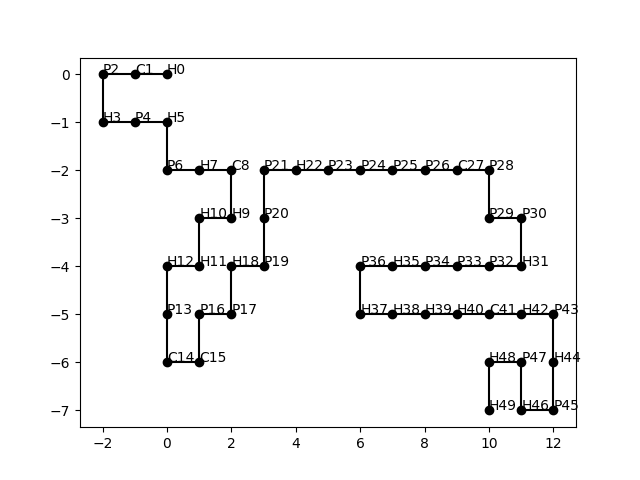 0 P2 C1 H0
−1 H3 P4 H5
−2 P6 H7 C8 P21 H22 P23 P24 P25 P26 C27 P28
−3 H10 H9 P20 P29 P30
−4 H12 H11 H18 P19 P36 H35 P34 P33 P32 H31
−5 P13 P16 P17 H37 H38 H39 H40 C41 H42 P43
−6 C14 C15 H48 P47 H44
−7 H49 H46 P45
−2 0 2 4 6 8 10 12